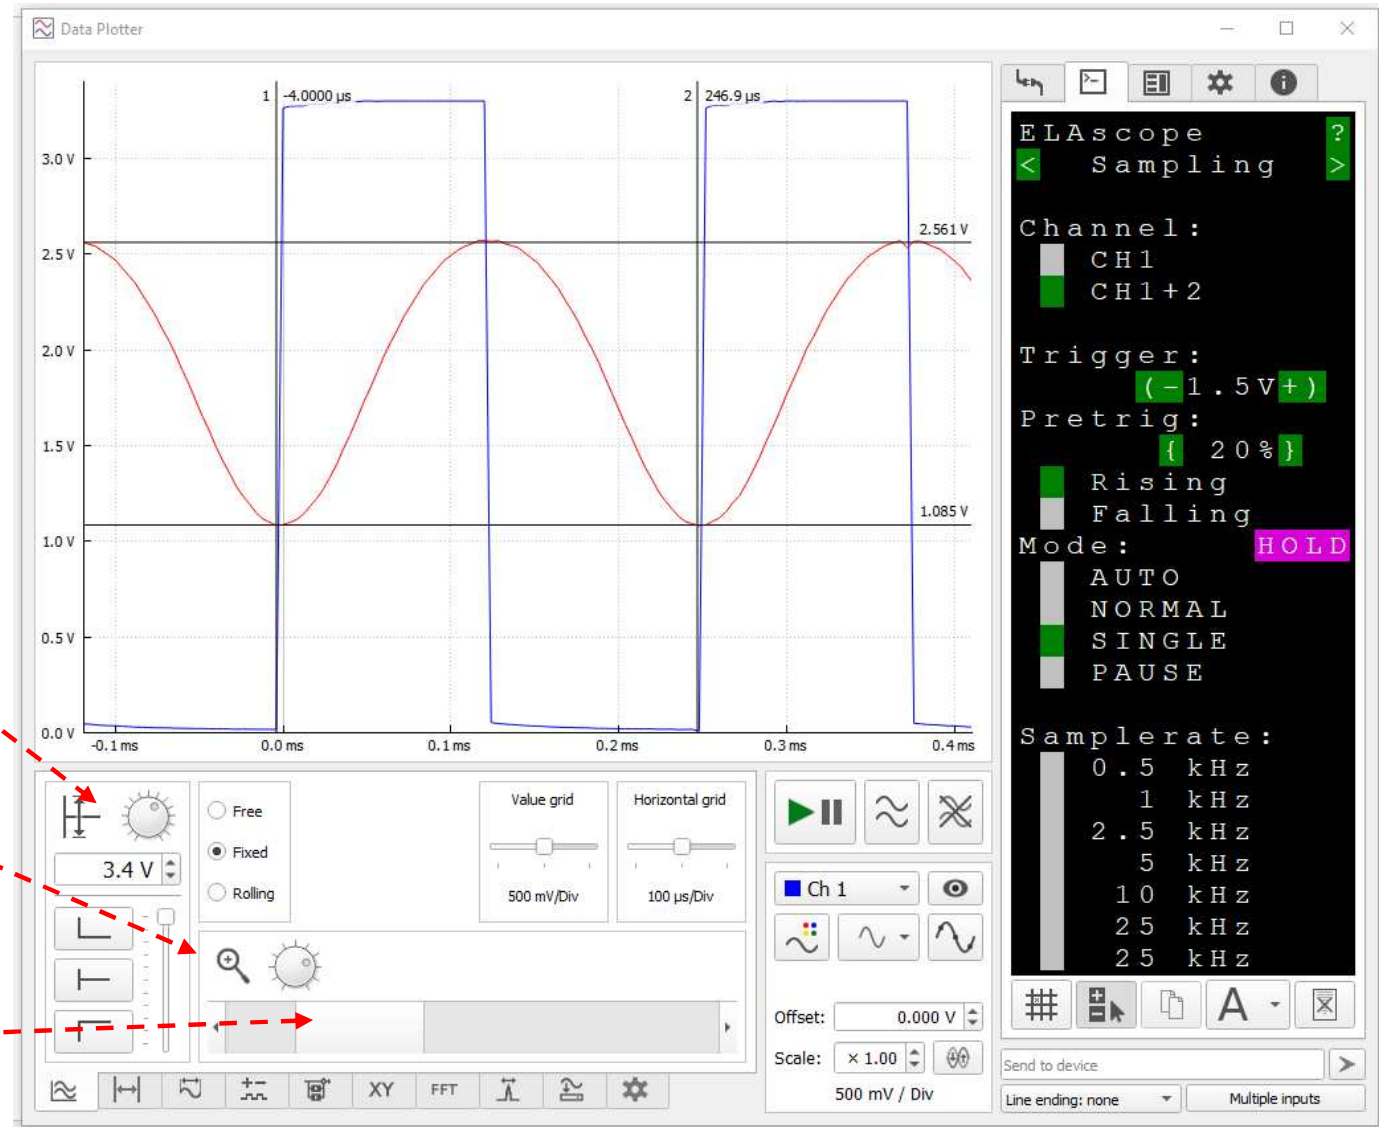 Data Plotter
1 -4.0000 µs
2 246.9 µs
3.0 V
2.561 V
2.5 V
2.0 V
1.5 V
1.085 V
1.0 V
0.5 V
0.0 V
-0.1 ms 0.0 ms 0.1 ms 0.2 ms 0.3 ms 0.4 ms
3.4 V
Free
Fixed
Rolling
Value grid
500 mV/Div
Horizontal grid
100 µs/Div
XY FFT
Ch 1
Offset: 0.000 V
Scale: × 1.00
500 mV / Div
ELAscope ?
< Sampling >
Channel:
CH1
CH1+2
Trigger:
(-1.5V+)
Pretrig:
{ 20%}
Rising
Falling
Mode: HOLD
AUTO
NORMAL
SINGLE
PAUSE
Samplerate:
0.5 kHz
1 kHz
2.5 kHz
5 kHz
10 kHz
25 kHz
25 kHz
A
Send to device
Line ending: none
Multiple inputs